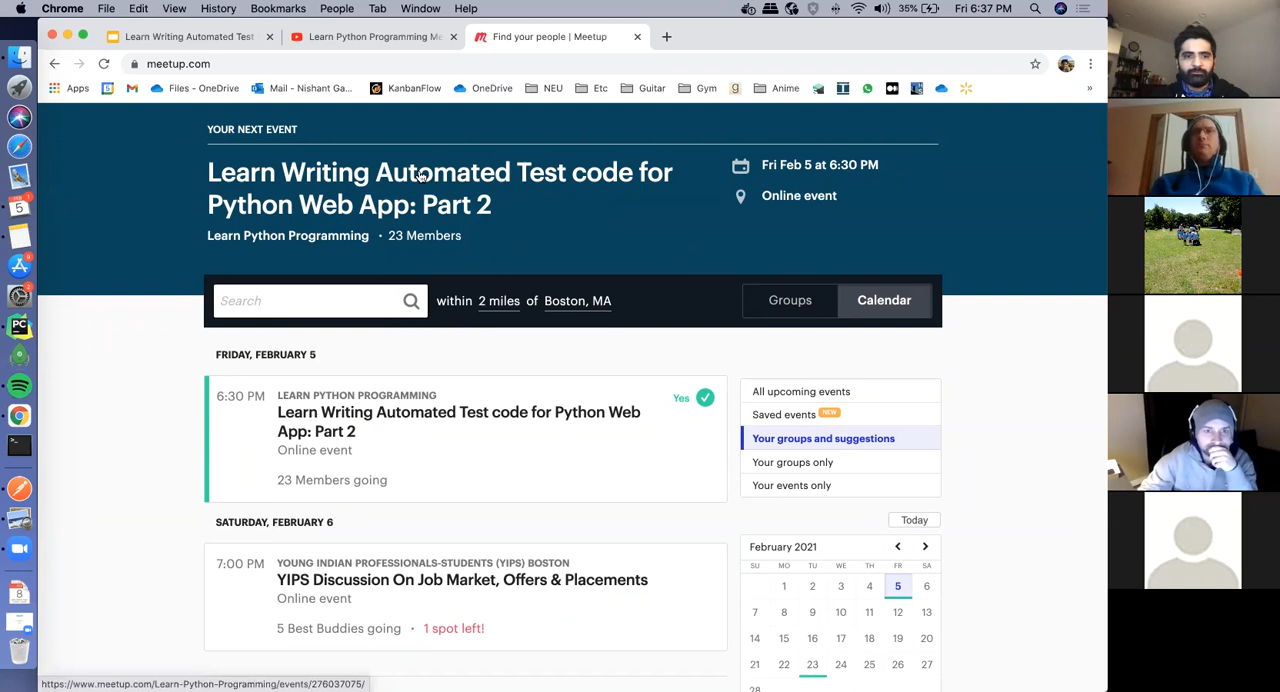 Chrome File Edit View History Bookmarks People Tab Window Help 35% Fri 6:37 PM
Learn Writing Automated Test Learn Python Programming Me Find your people | Meetup
meetup.com
Apps Files - OneDrive Mail - Nishant Ga... KanbanFlow OneDrive NEU Etc Guitar Gym Anime »
YOUR NEXT EVENT
Learn Writing Automated Test code for
Python Web App: Part 2
Learn Python Programming • 23 Members
Fri Feb 5 at 6:30 PM
Online event
Search within 2 miles of Boston, MA Groups Calendar
FRIDAY, FEBRUARY 5
6:30 PM LEARN PYTHON PROGRAMMING Yes
Learn Writing Automated Test code for Python Web
App: Part 2
Online event
23 Members going
SATURDAY, FEBRUARY 6
7:00 PM YOUNG INDIAN PROFESSIONALS-STUDENTS (YIPS) BOSTON
YIPS Discussion On Job Market, Offers & Placements
Online event
5 Best Buddies going • 1 spot left!
All upcoming events
Saved events NEW
Your groups and suggestions
Your groups only
Your events only
Today
February 2021
SU MO TU WE TH FR SA
1 2 3 4 5 6
7 8 9 10 11 12 13
14 15 16 17 18 19 20
21 22 23 24 25 26 27
28
https://www.meetup.com/Learn-Python-Programming/events/276037075/